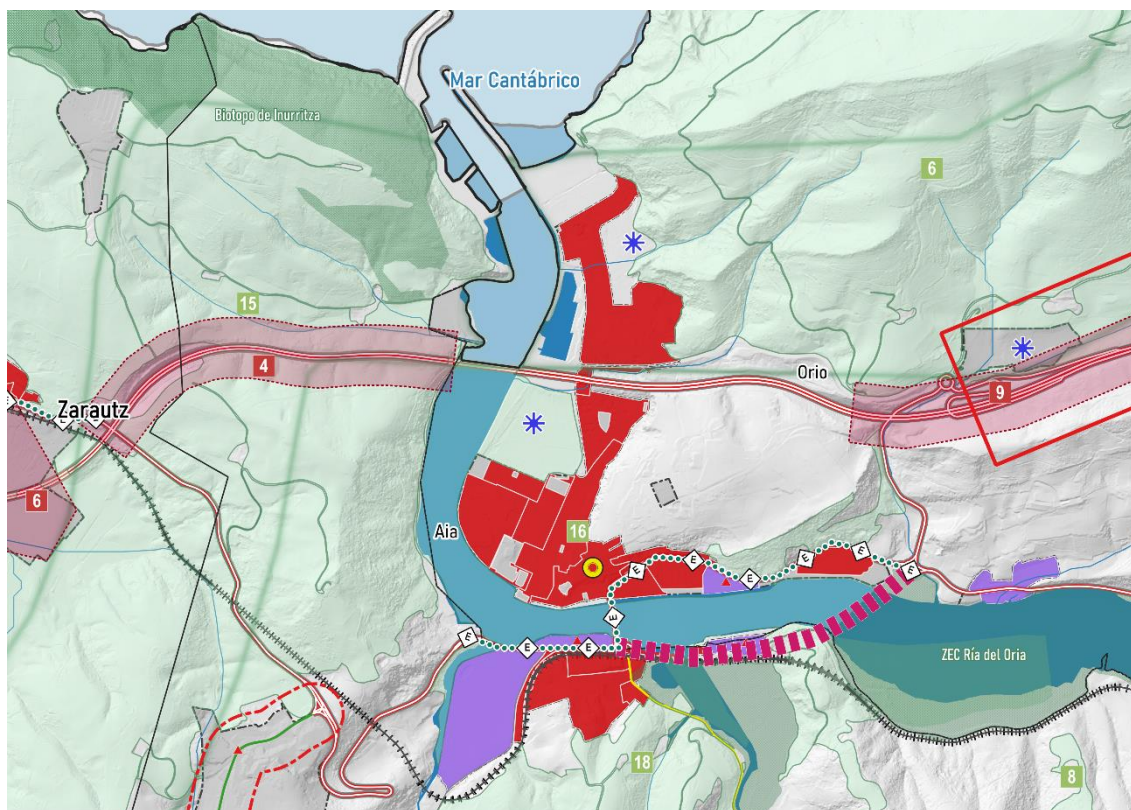 Mar Cantábrico
Biotopo de Inurritza
6
15
4
Orio
9
Zarautz
E
E
6
Aia
16
E
E
E
E
E
E
E
E
E
E
E
ZEC Ría del Oria
18
8